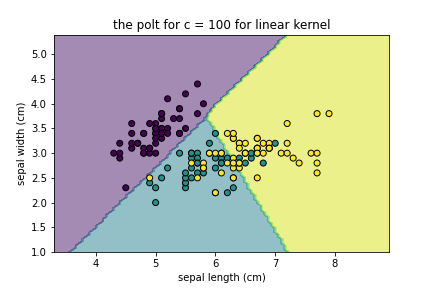 the polt for c = 100 for linear kernel
sepal width (cm)
5.0
4.5
4.0
3.5
3.0
2.5
2.0
1.5
1.0
4 5 6 7 8
sepal length (cm)